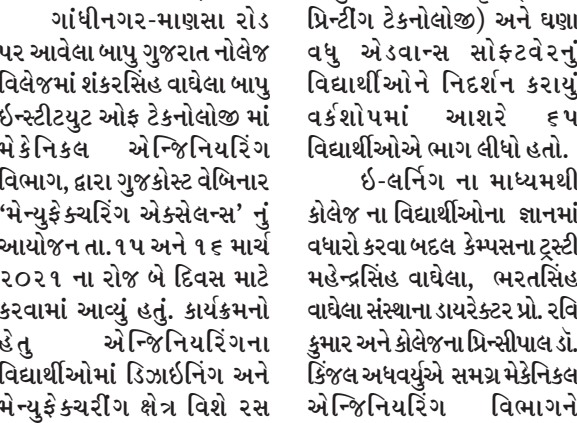 ગાંધીનગર-માણસા રોડ
પર આવેલા બાપુ ગુજરાત નોલેજ
વિલેજમાં શંકરસિંહ વાઘેલા બાપુ
ઇન્સ્ટીટયુટ ઓફ ટેકનોલોજી માં
મેકેનિકલ એન્જિનિયરિંગ
વિભાગ, દ્વારા ગુજકોસ્ટ વેબિનાર
‘મેન્યુફેક્ચરિંગ એક્સેલન્સ’ નું
આયોજન તા.૧૫ અને ૧૬ માર્ચ
૨૦૨૧ ના રોજ બે દિવસ માટે
કરવામાં આવ્યું હતું. કાર્યક્રમનો
હેતુ એન્જિનિયરિંગના
વિદ્યાર્થીઓમાં ડિઝાઇનિંગ અને
મેન્યુફેક્ચરીંગ ક્ષેત્ર વિશે રસ
પ્રિન્ટીંગ ટેકનોલોજી) અને ઘણા
વધુ એડવાન્સ સોફ્ટવેરનું
વિદ્યાર્થીઓને નિદર્શન કરાયું
વર્કશોપમાં આશરે ૬૫
વિદ્યાર્થીઓએ ભાગ લીધો હતો.
ઇ-લર્નિગ ના માધ્યમથી
કોલેજ ના વિદ્યાર્થીઓના જ્ઞાનમાં
વધારો કરવા બદલ કેમ્પસના ટ્રસ્ટી
મહેન્દ્રસિંહ વાઘેલા, ભરતસિંહ
વાઘેલા સંસ્થાના ડાયરેક્ટર પ્રો. રવિ
કુમાર અને કોલેજના પ્રિન્સીપાલ ડૉ.
કિંજલ અધવર્યુએ સમગ્ર મેકેનિકલ
એન્જિનિયરિંગ વિભાગને